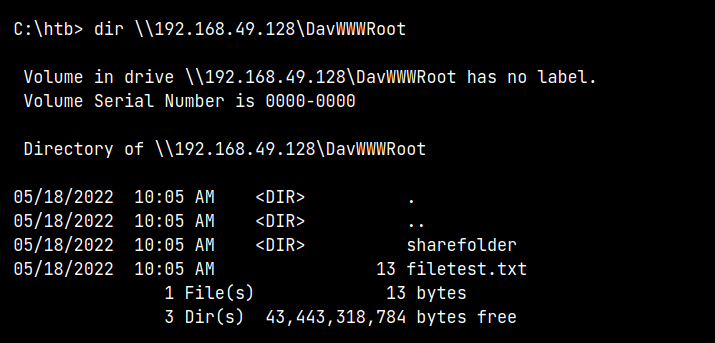 C:\htb> dir \\192.168.49.128\DavWWWRoot
Volume in drive \\192.168.49.128\DavWWWRoot has no label.
Volume Serial Number is 0000-0000
Directory of \\192.168.49.128\DavWWWRoot
05/18/2022  10:05 AM    <DIR>          .
05/18/2022  10:05 AM    <DIR>          ..
05/18/2022  10:05 AM    <DIR>          sharefolder
05/18/2022  10:05 AM                13 filetest.txt
1 File(s)             13 bytes
3 Dir(s)  43,443,318,784 bytes free